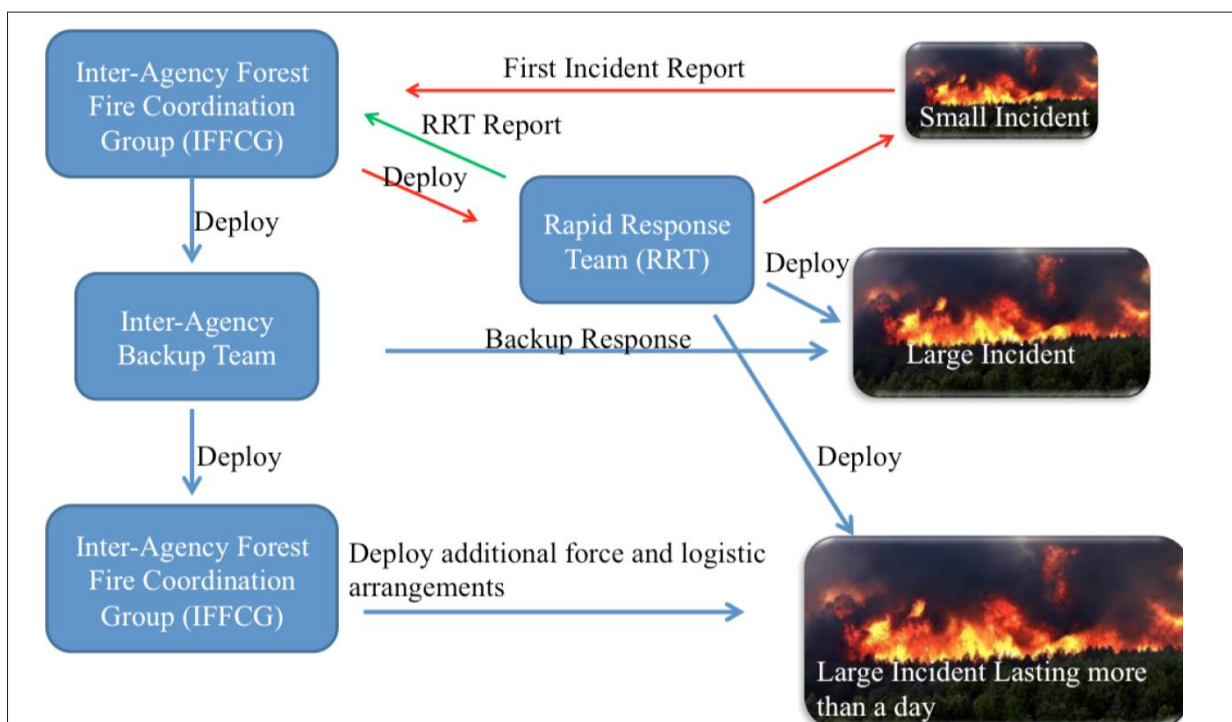 Inter-Agency Forest
Fire Coordination
Group (IFFCG)
First Incident Report
Small Incident
RRT Report
Deploy
Rapid Response
Team (RRT)
Deploy
Deploy
Large Incident
Inter-Agency
Backup Team
Backup Response
Deploy
Deploy
Inter-Agency Forest
Fire Coordination
Group (IFFCG)
Deploy additional force and logistic
arrangements
Large Incident Lasting more
than a day